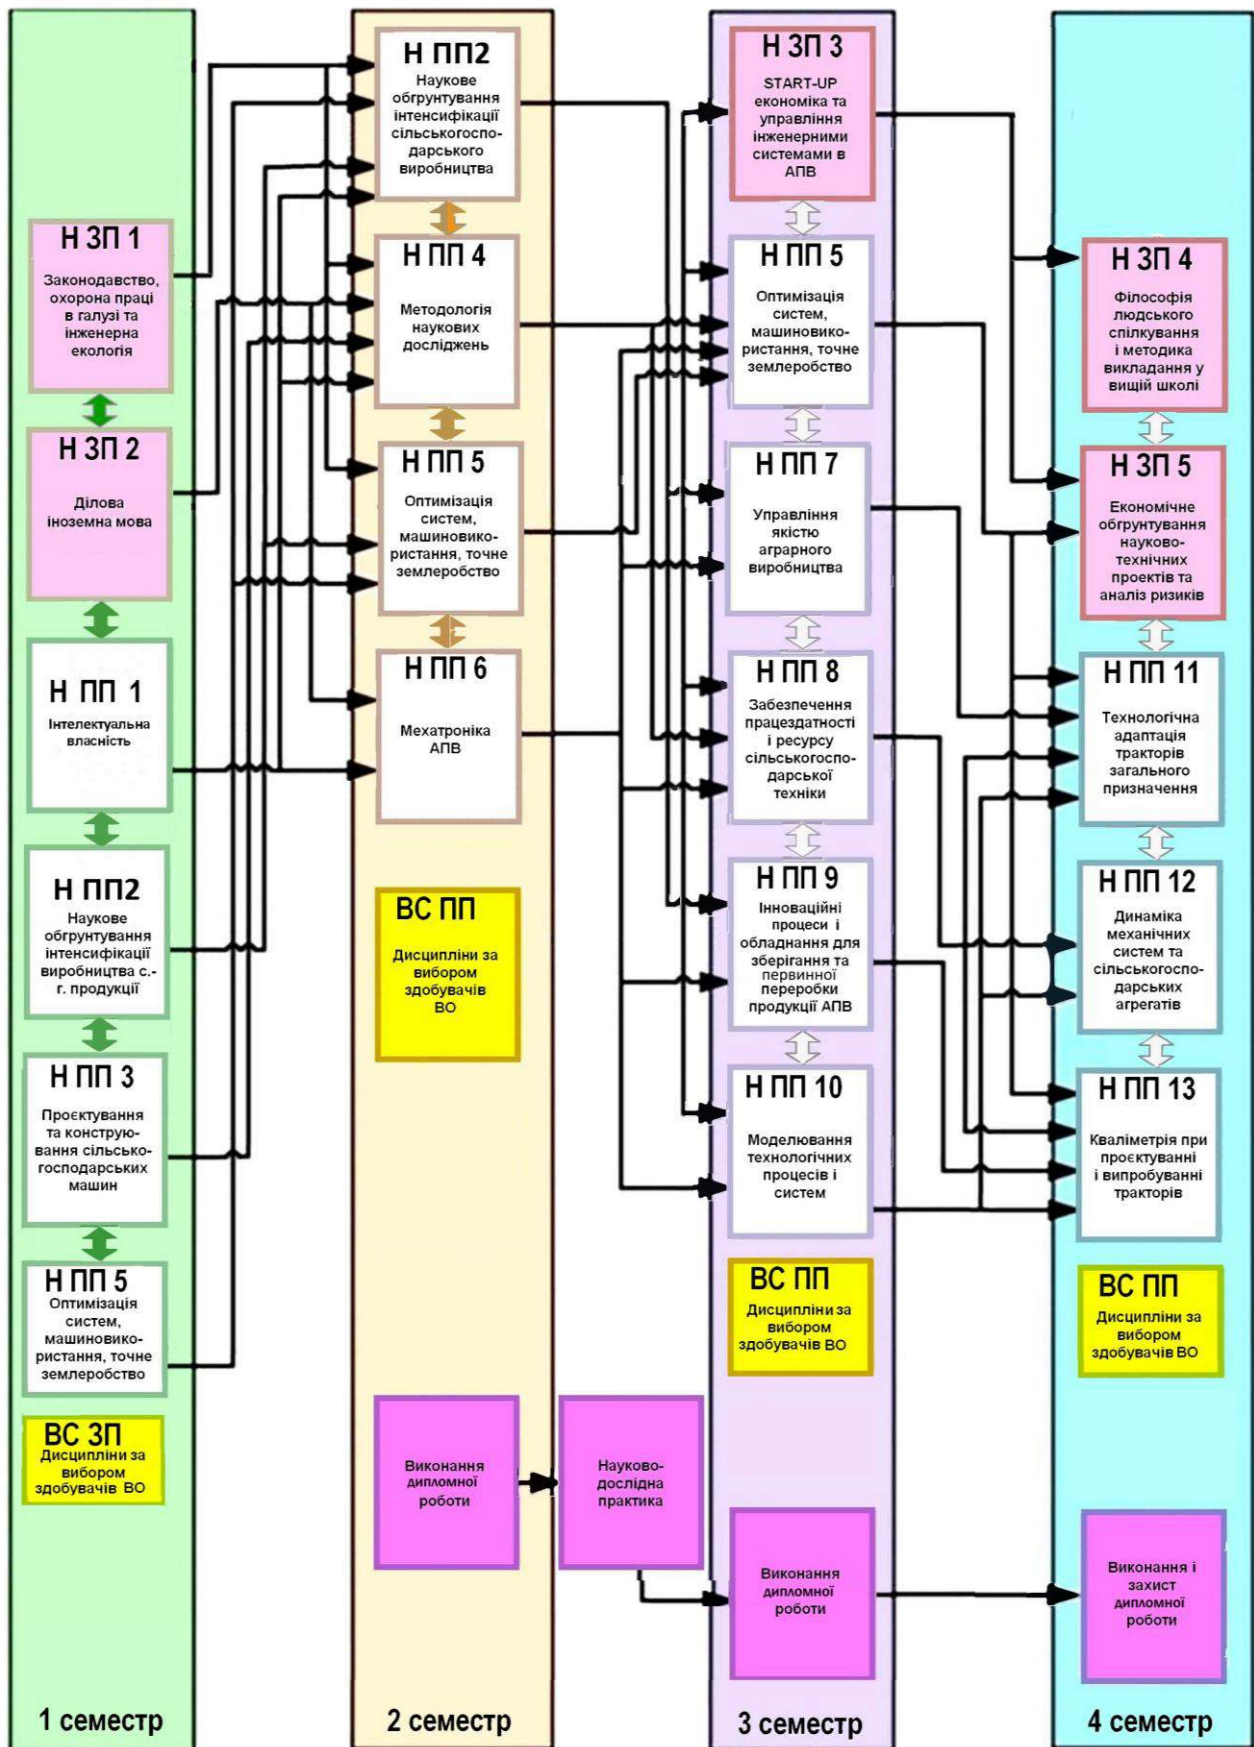 Н ЗП 1
Законодавство,
охорона праці
в галузі та
інженерна
екологія
Н ЗП 2
Ділова
іноземна мова
Н ПП 1
Інтелектуальна
власність
Н ПП2
Наукове
обгрунтування
інтенсифікації
виробництва с.-
г. продукції
Н ПП 3
Проєктування
та конструю-
вання сільсько-
господарських
машин
Н ПП 5
Оптимізація
систем,
машиновико-
ристання, точне
землеробство
ВС ЗП
Дисципліни за
вибором
здобувачів ВО
1 семестр
Н ПП2
Наукове
обгрунтування
інтенсифікації
сільськогоспо-
дарського
виробництва
Н ПП 4
Методологія
наукових
досліджень
Н ПП 5
Оптимізація
систем,
машиновико-
ристання, точне
землеробство
Н ПП 6
Мехатроніка
АПВ
ВС ПП
Дисципліни за
вибором
здобувачів
ВО
Виконання
дипломної
роботи
2 семестр
Науково-
дослідна
практика
Н ЗП 3
START-UP
економіка та
управління
інженерними
системами в
АПВ
Н ПП 5
Оптимізація
систем,
машиновико-
ристання, точне
землеробство
Н ПП 7
Управління
якістю
аграрного
виробництва
Н ПП 8
Забезпечення
працездатності
і ресурсу
сільськогоспо-
дарської
техніки
Н ПП 9
Інноваційні
процеси і
обладнання для
зберігання та
первинної
переробки
продукції АПВ
Н ПП 10
Моделювання
технологічних
процесів і
систем
ВС ПП
Дисципліни за
вибором
здобувачів ВО
Виконання
дипломної
роботи
3 семестр
Н ЗП 4
Філософія
людського
спілкування
і методика
викладання у
вищій школі
Н ЗП 5
Економічне
обгрунтування
науково-
технічних
проектів та
аналіз ризиків
Н ПП 11
Технологічна
адаптація
тракторів
загального
призначення
Н ПП 12
Динаміка
механічних
систем та
сільськогоспо-
дарських
агрегатів
Н ПП 13
Кваліметрія при
проєктуванні
і випробуванні
тракторів
ВС ПП
Дисципліни за
вибором
здобувачів ВО
Виконання і
захист
дипломної
роботи
4 семестр